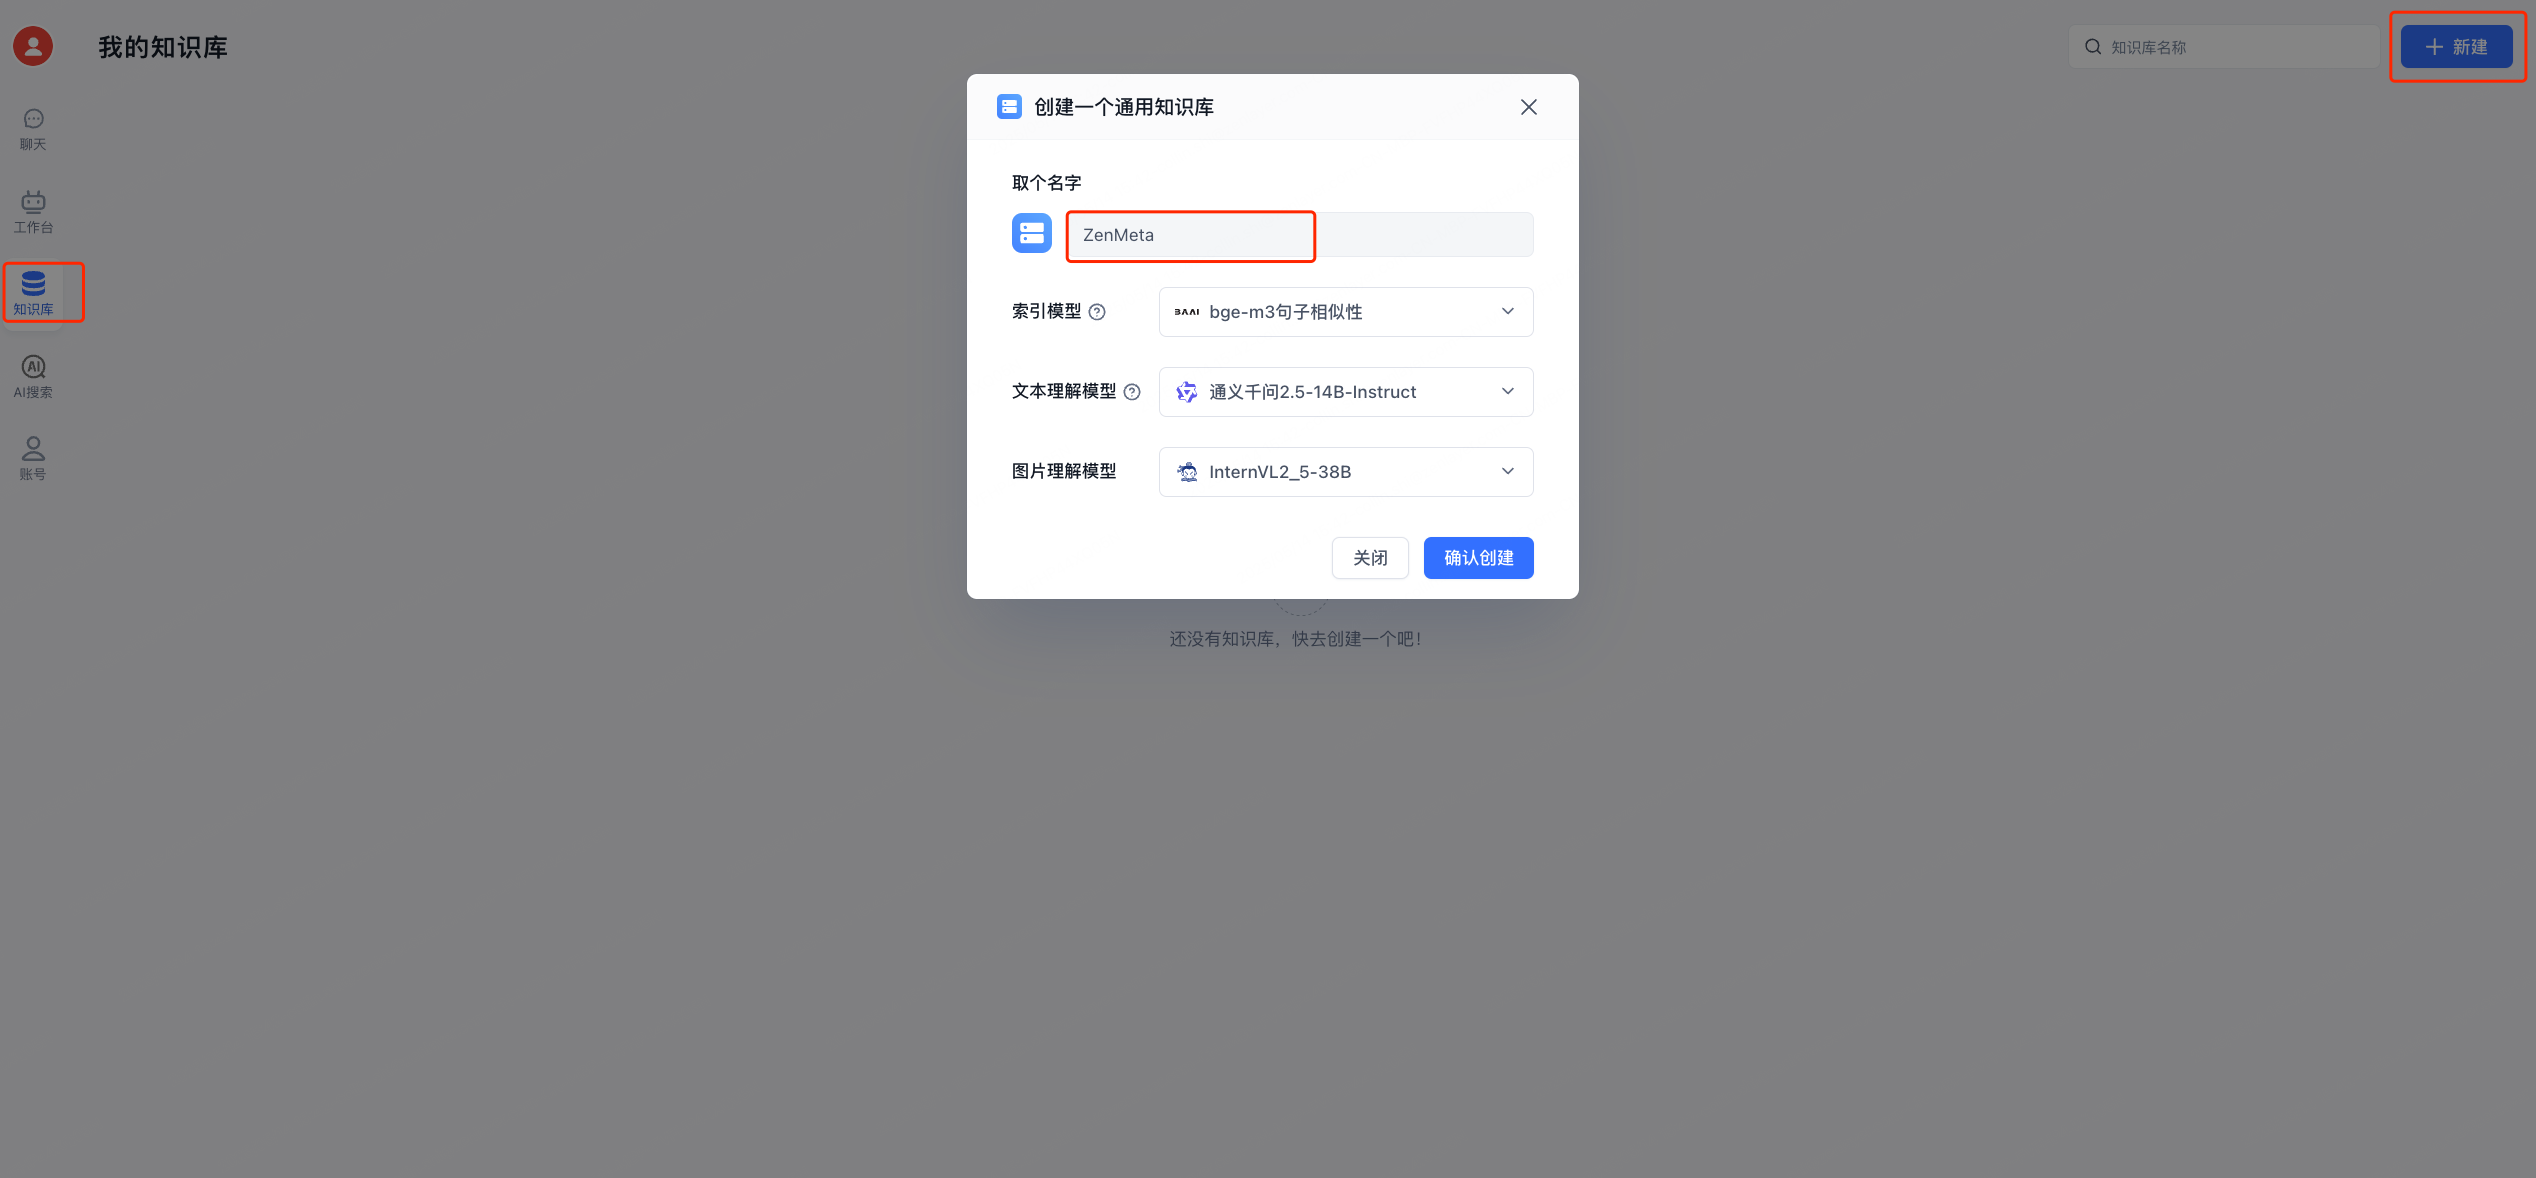 我的知识库
知识库名称
新建
聊天
工作台
知识库
AI搜索
账号
创建一个通用知识库
取个名字
ZenMeta
索引模型
BAAI bge-m3句子相似性
文本理解模型
通义千问2.5-14B-Instruct
图片理解模型
InternVL2_5-38B
关闭
确认创建
还没有知识库，快去创建一个吧！